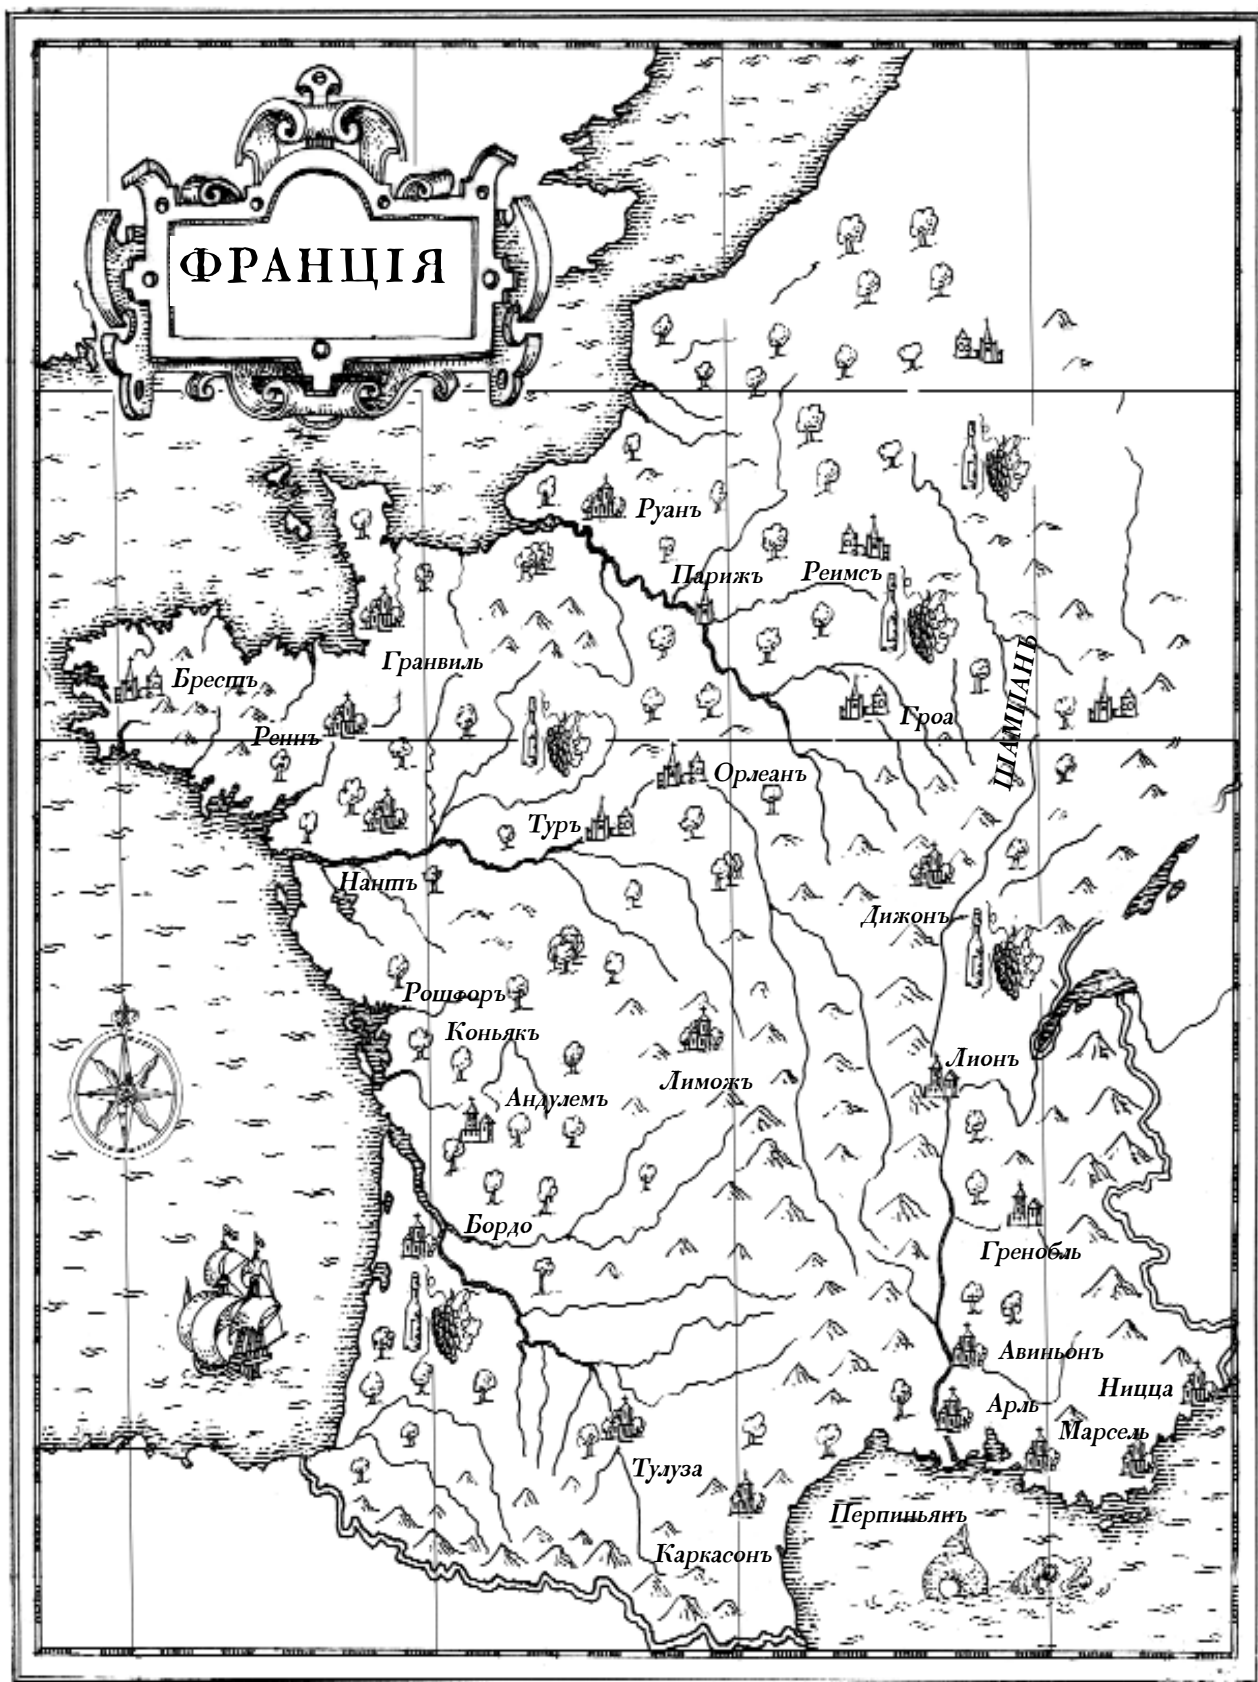 ФРАНЦІЯ
Руанъ
Парижъ
Реимсъ
Гранвиль
Брестъ
Реннъ
Гроа
ШАМПАНЪ
Орлеанъ
Туръ
Нантъ
Дижонъ
Рошфоръ
Коньякъ
Лионъ
Лиможъ
Андулемъ
Бордо
Гренобль
Авиньонъ
Ницца
Арль
Марсель
Тулуза
Перпиньянъ
Каркасонъ